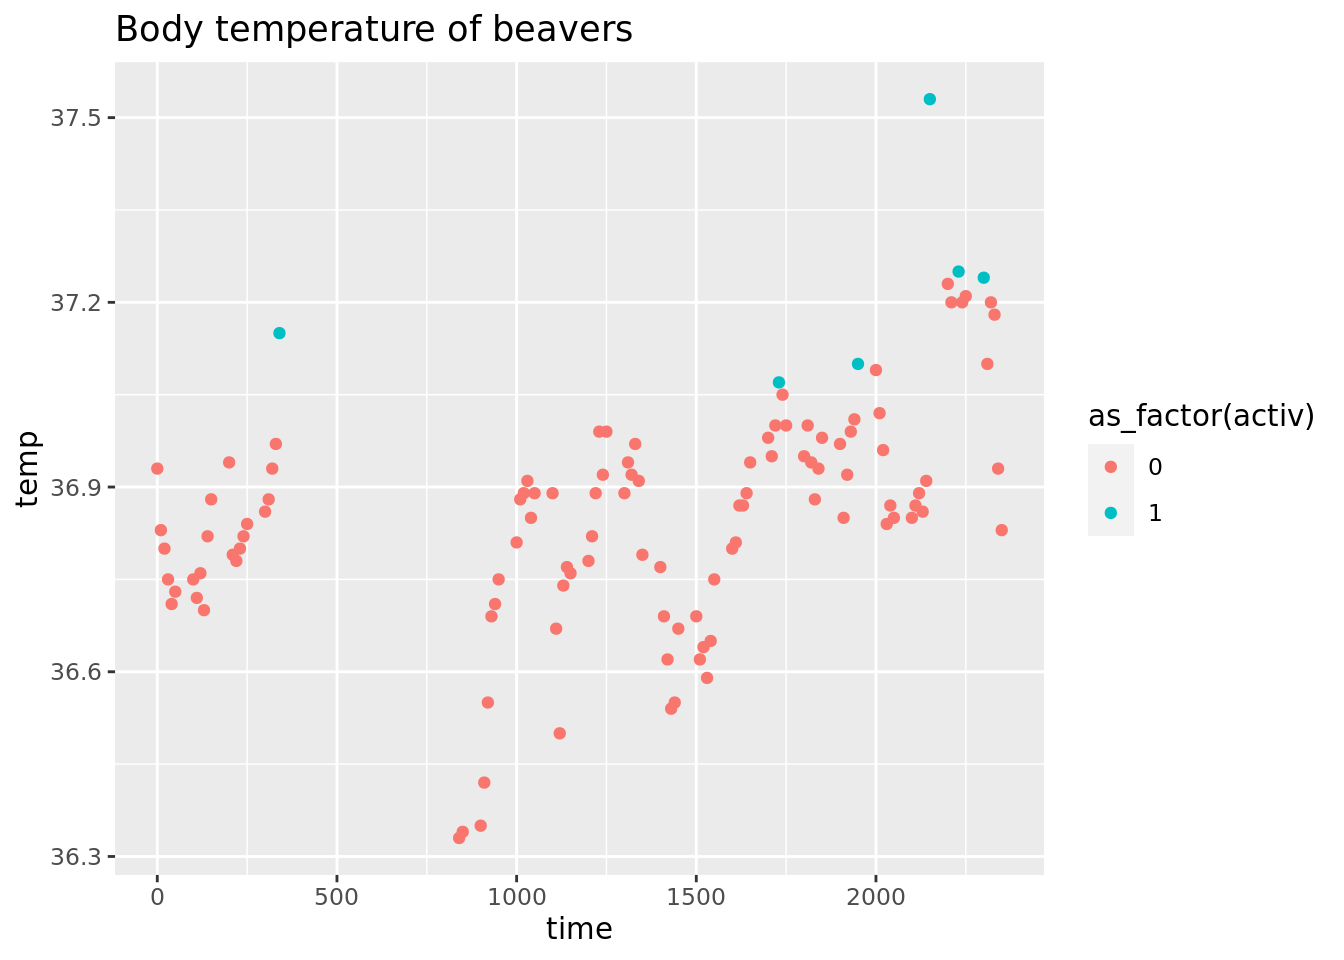 Body temperature of beavers
37.5
37.2
36.9
36.6
36.3
temp
0 500 1000 1500 2000
time
as_factor(activ)
0
1